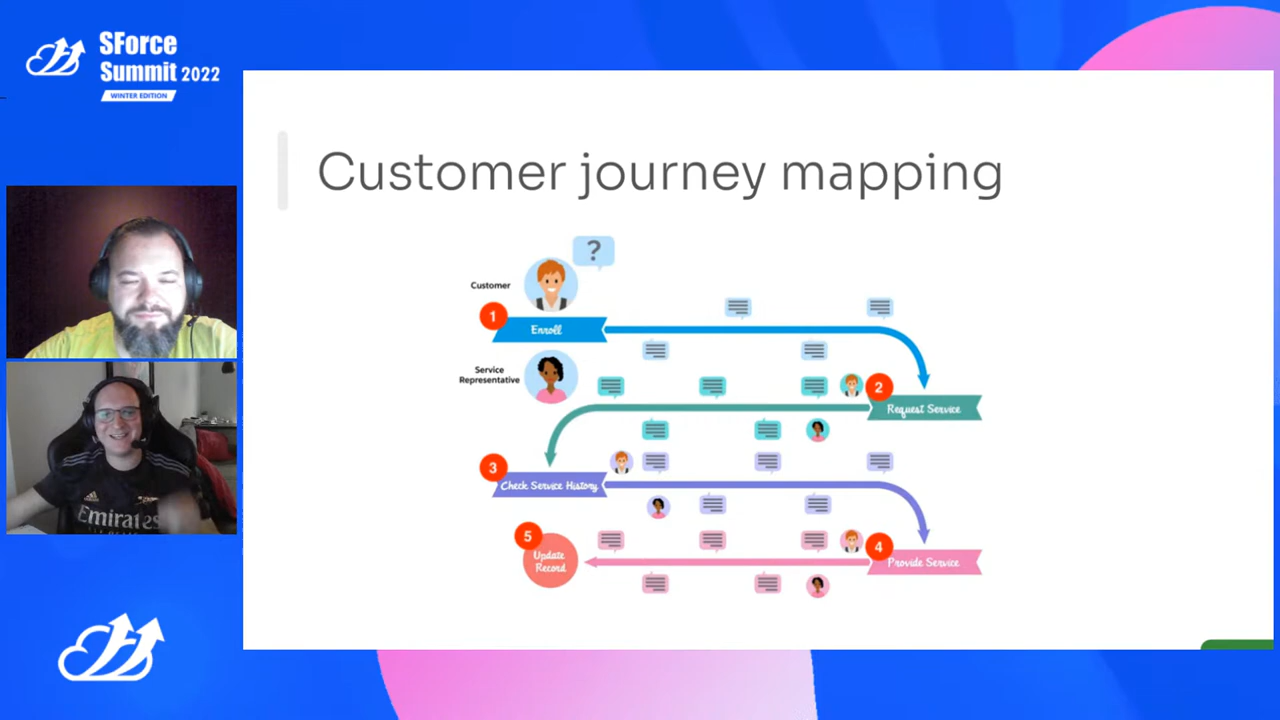 SForce
Summit 2022
WINTER EDITION
Customer journey mapping
?
Customer
1
Enroll
Service
Representative
2
Request Service
3
Check Service History
5
Update
Record
4
Provide Service
Emirates